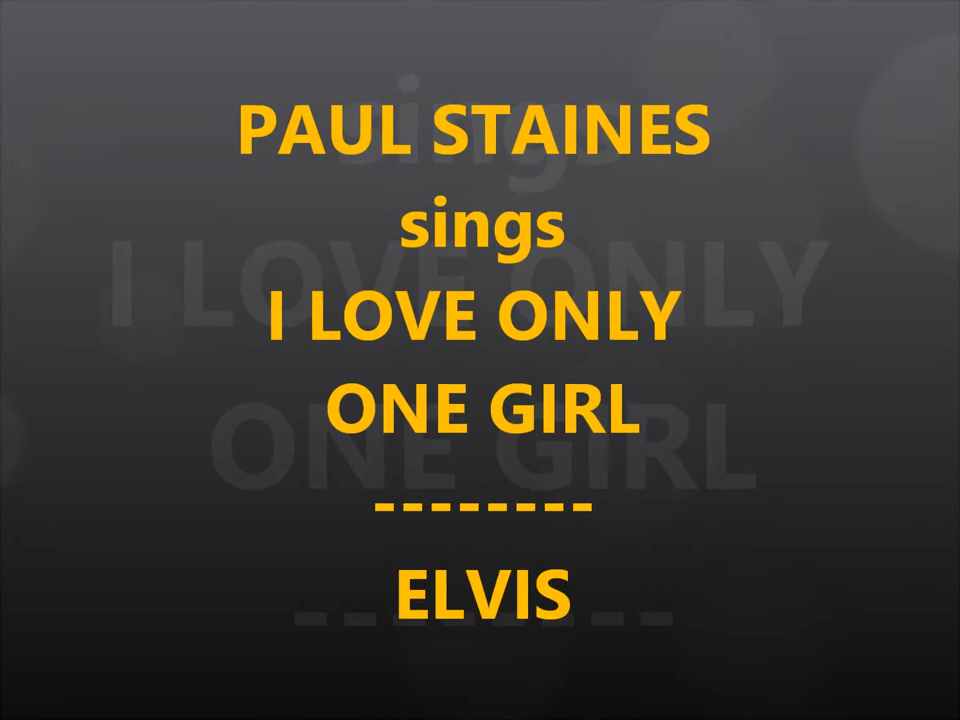 PAUL STAINES
sings
I LOVE ONLY
ONE GIRL
--------
ELVIS